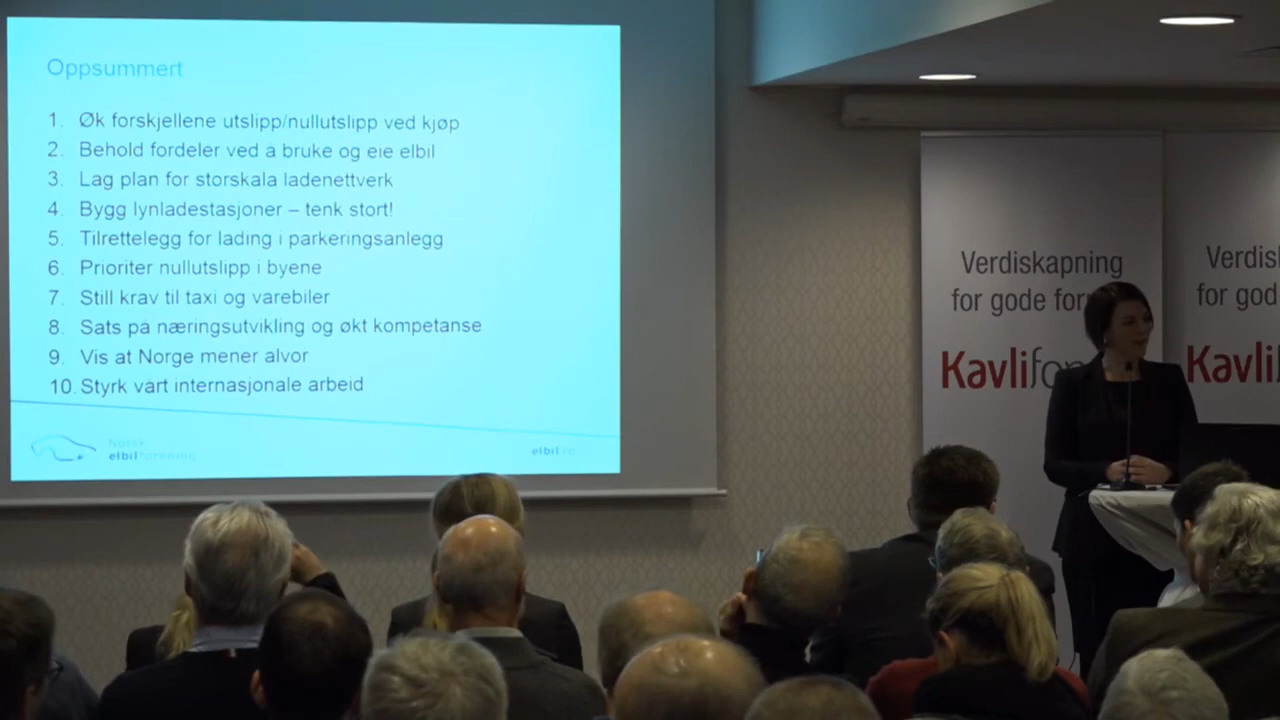 Oppsummert
1. Øk forskjellene utslipp/nullutslipp ved kjøp
2. Behold fordeler ved a bruke og eie elbil
3. Lag plan for storskala ladenettverk
4. Bygg lynladestasjoner – tenk stort!
5. Tilrettelegg for lading i parkeringsanlegg
6. Prioriter nullutslipp i byene
7. Still krav til taxi og varebiler
8. Sats på næringsutvikling og økt kompetanse
9. Vis at Norge mener alvor
10. Styrk vart internasjonale arbeid
Norsk
elbilforening
elbil.no
Verdiskapning
for gode for
Kavlifo
Verdis
for god
Kavli